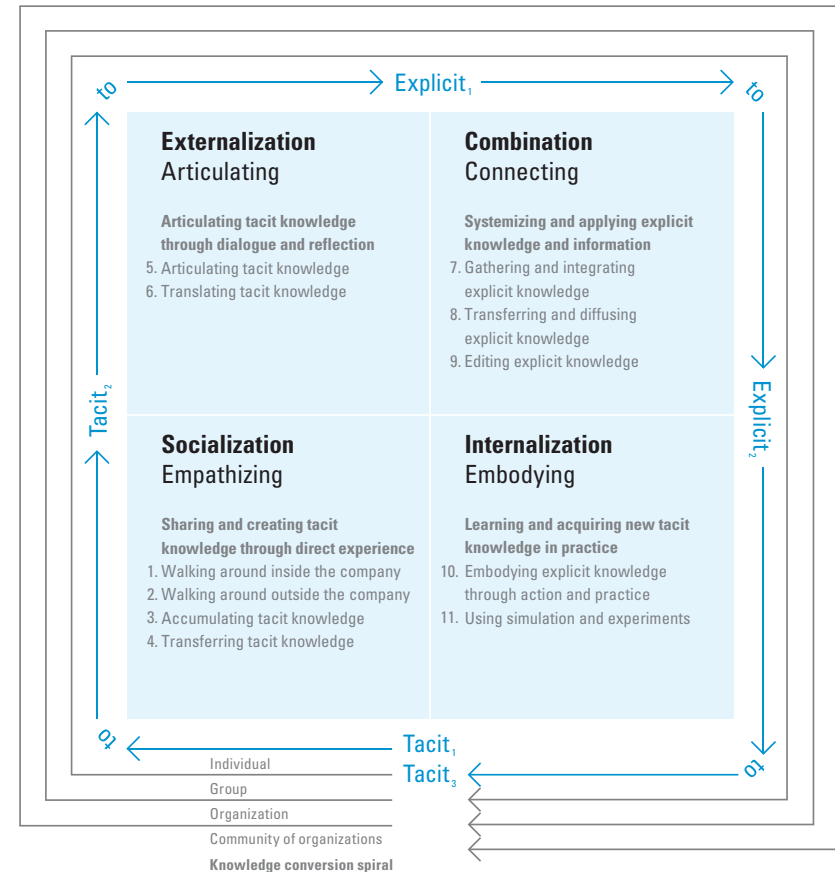 to
Explicit₁
to
Externalization
Articulating
Articulating tacit knowledge
through dialogue and reflection
5. Articulating tacit knowledge
6. Translating tacit knowledge
Combination
Connecting
Systemizing and applying explicit
knowledge and information
7. Gathering and integrating
explicit knowledge
8. Transferring and diffusing
explicit knowledge
9. Editing explicit knowledge
Tacit₂
Explicit₂
Socialization
Empathizing
Sharing and creating tacit
knowledge through direct experience
1. Walking around inside the company
2. Walking around outside the company
3. Accumulating tacit knowledge
4. Transferring tacit knowledge
Internalization
Embodying
Learning and acquiring new tacit
knowledge in practice
10. Embodying explicit knowledge
through action and practice
11. Using simulation and experiments
to
Tacit₁
Tacit₃
to
Individual
Group
Organization
Community of organizations
Knowledge conversion spiral